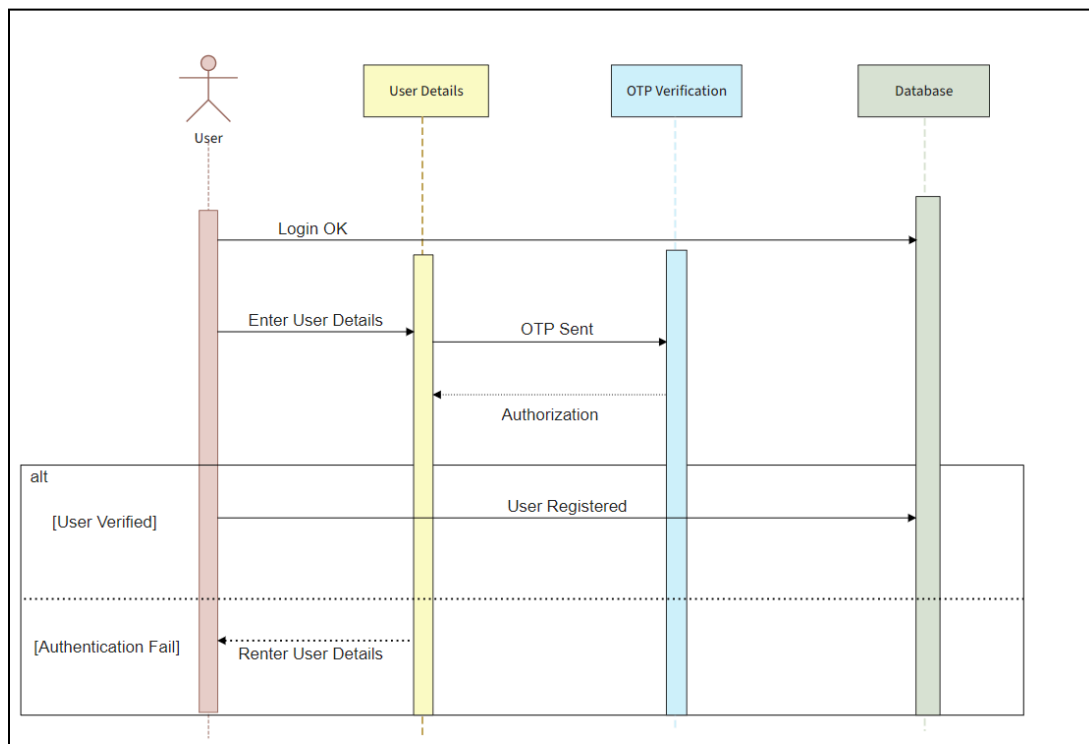 User Details
OTP Verification
Database
User
Login OK
Enter User Details
OTP Sent
Authorization
alt
User Registered
[User Verified]
[Authentication Fail]
Renter User Details